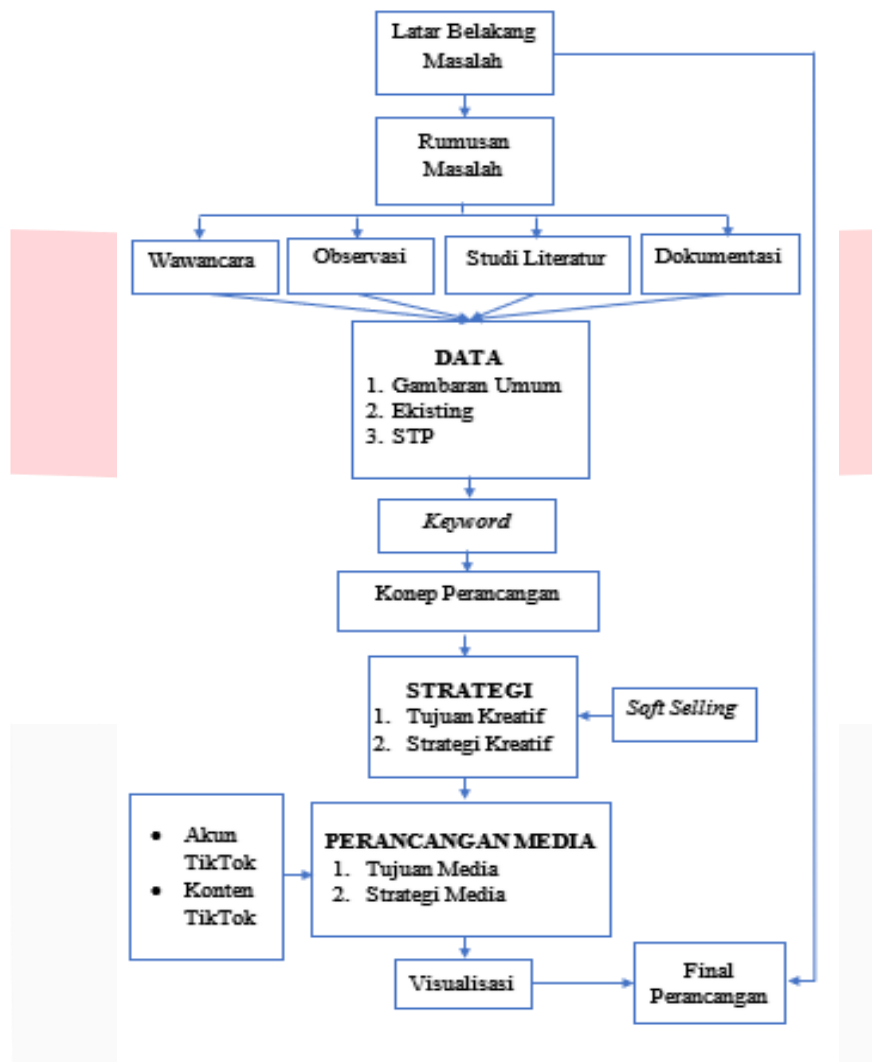 Latar Belakang
Masalah
Rumusan
Masalah
Wawancara
Observasi
Studi Literatur
Dokumentasi
DATA
1. Gambaran Umum
2. Ekisting
3. STP
Keyword
Konep Perancangan
STRATEGI
1. Tujuan Kreatif
2. Strategi Kreatif
Soft Selling
• Akun
TikTok
• Konten
TikTok
PERANCANGAN MEDIA
1. Tujuan Media
2. Strategi Media
Visualisasi
Final
Perancangan